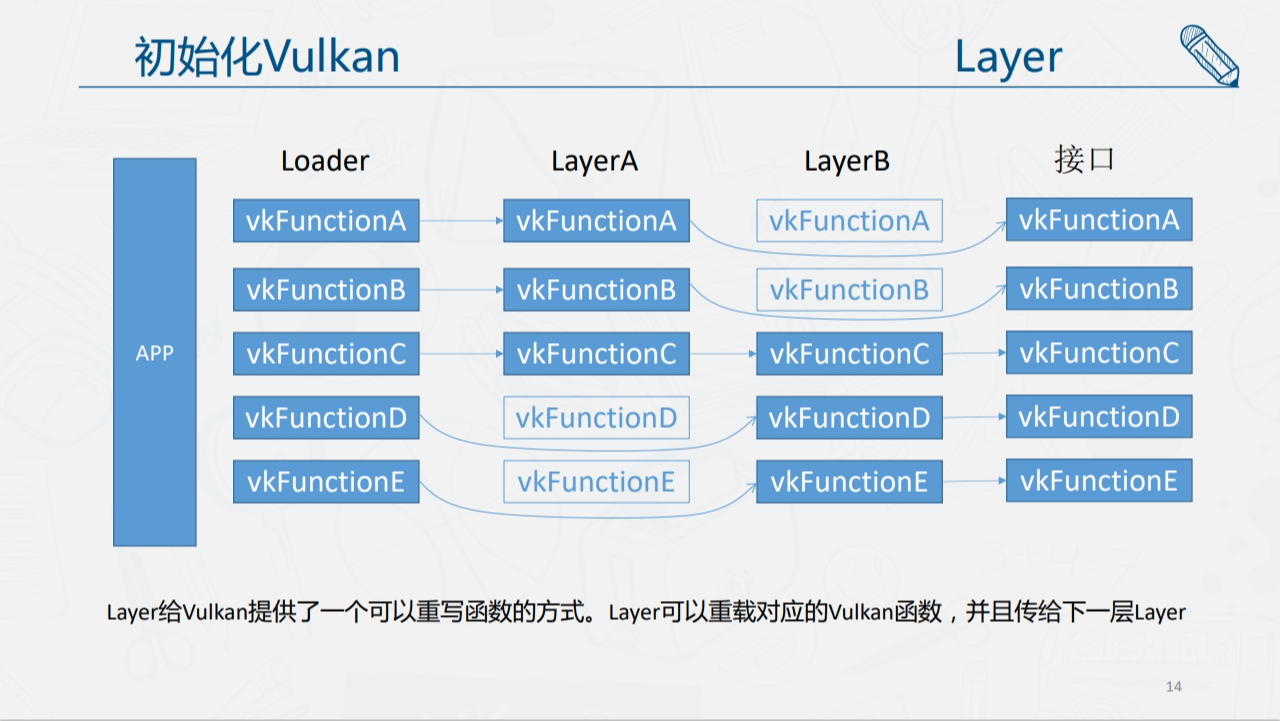 初始化Vulkan Layer
Loader LayerA LayerB 接口
vkFunctionA vkFunctionA vkFunctionA vkFunctionA
vkFunctionB vkFunctionB vkFunctionB vkFunctionB
APP
vkFunctionC vkFunctionC vkFunctionC vkFunctionC
vkFunctionD vkFunctionD vkFunctionD vkFunctionD
vkFunctionE vkFunctionE vkFunctionE vkFunctionE
Layer给Vulkan提供了一个可以重写函数的方式。Layer可以重载对应的Vulkan函数，并且传给下一层Layer
14